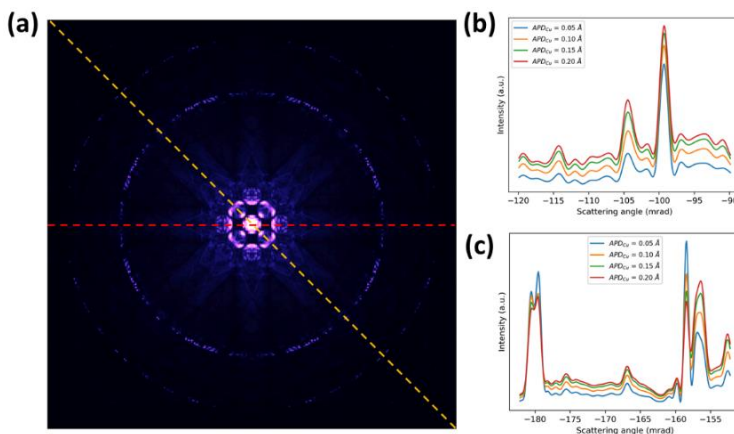 (a)
(b)
APD_Cu = 0.05 Å
APD_Cu = 0.10 Å
APD_Cu = 0.15 Å
APD_Cu = 0.20 Å
Intensity (a.u.)
−120 −115 −110 −105 −100 −95 −90
Scattering angle (mrad)
(c)
APD_Cu = 0.05 Å
APD_Cu = 0.10 Å
APD_Cu = 0.15 Å
APD_Cu = 0.20 Å
Intensity (a.u.)
−180 −175 −170 −165 −160 −155
Scattering angle (mrad)